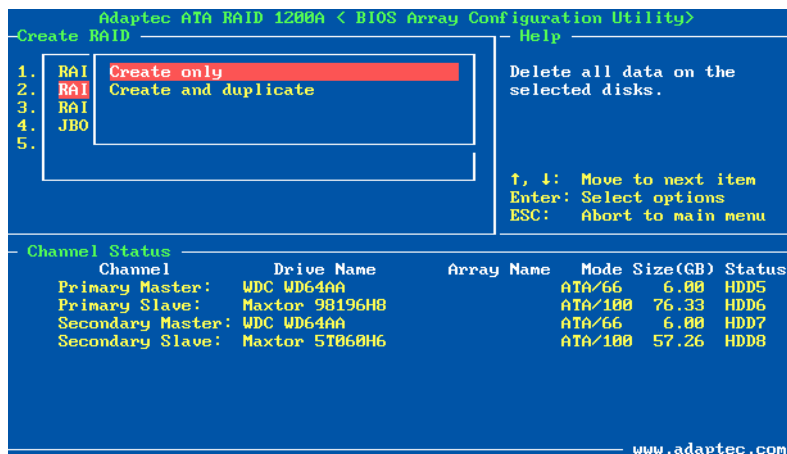 Adaptec ATA RAID 1200A < BIOS Array Configuration Utility>
Create RAID
1. RAI
2. RAI
3. RAI
4. JBO
5.
Create only
Create and duplicate
Help
Delete all data on the
selected disks.
↑, ↓: Move to next item
Enter: Select options
ESC: Abort to main menu
Channel Status
Channel Drive Name Array Name Mode Size(GB) Status
Primary Master: WDC WD64AA ATA/66 6.00 HDD5
Primary Slave: Maxtor 98196H8 ATA/100 76.33 HDD6
Secondary Master: WDC WD64AA ATA/66 6.00 HDD7
Secondary Slave: Maxtor 5T060H6 ATA/100 57.26 HDD8
www.adaptec.com